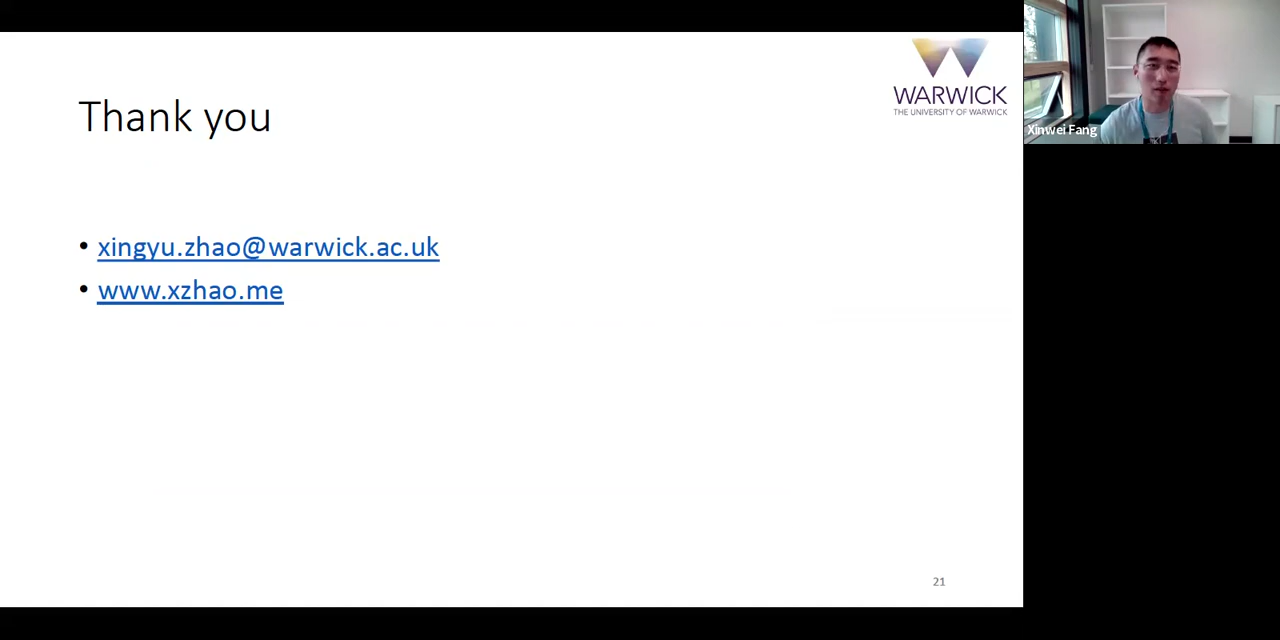 Thank you
• xingyu.zhao@warwick.ac.uk
• www.xzhao.me
WARWICK
THE UNIVERSITY OF WARWICK
21
Xinwei Fang